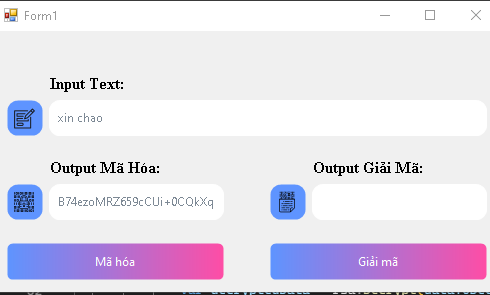 Form1
Input Text:
xin chao
Output Mã Hóa:
Output Giải Mã:
B74ezoMRZ659cCUi+0CQkXq
Mã hóa
Giải mã